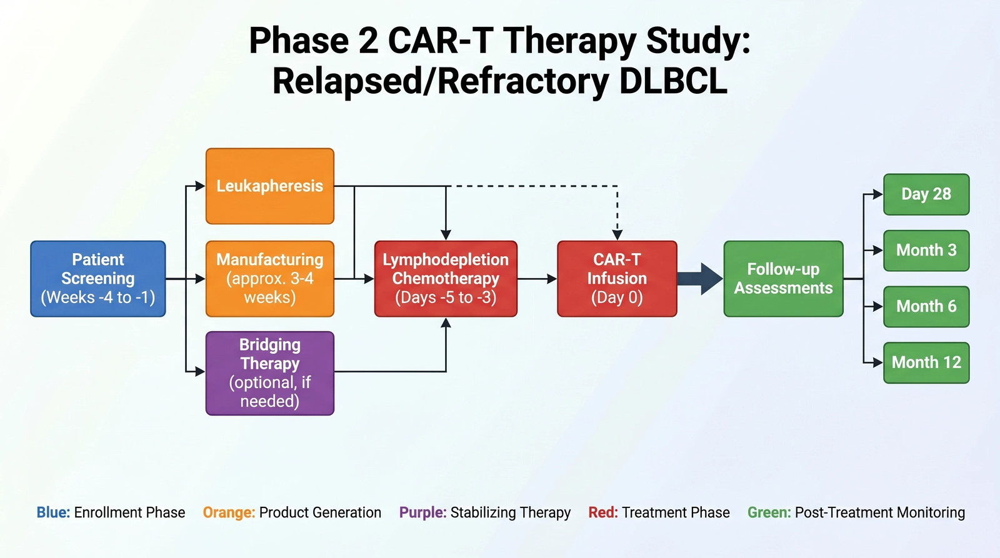 Phase 2 CAR-T Therapy Study:
Relapsed/Refractory DLBCL
Patient
Screening
(Weeks -4 to -1)
Leukapheresis
Manufacturing
(approx. 3-4
weeks)
Bridging
Therapy
(optional, if
needed)
Lymphodepletion
Chemotherapy
(Days -5 to -3)
CAR-T
Infusion
(Day 0)
Follow-up
Assessments
Day 28
Month 3
Month 6
Month 12
Blue: Enrollment Phase Orange: Product Generation Purple: Stabilizing Therapy Red: Treatment Phase Green: Post-Treatment Monitoring